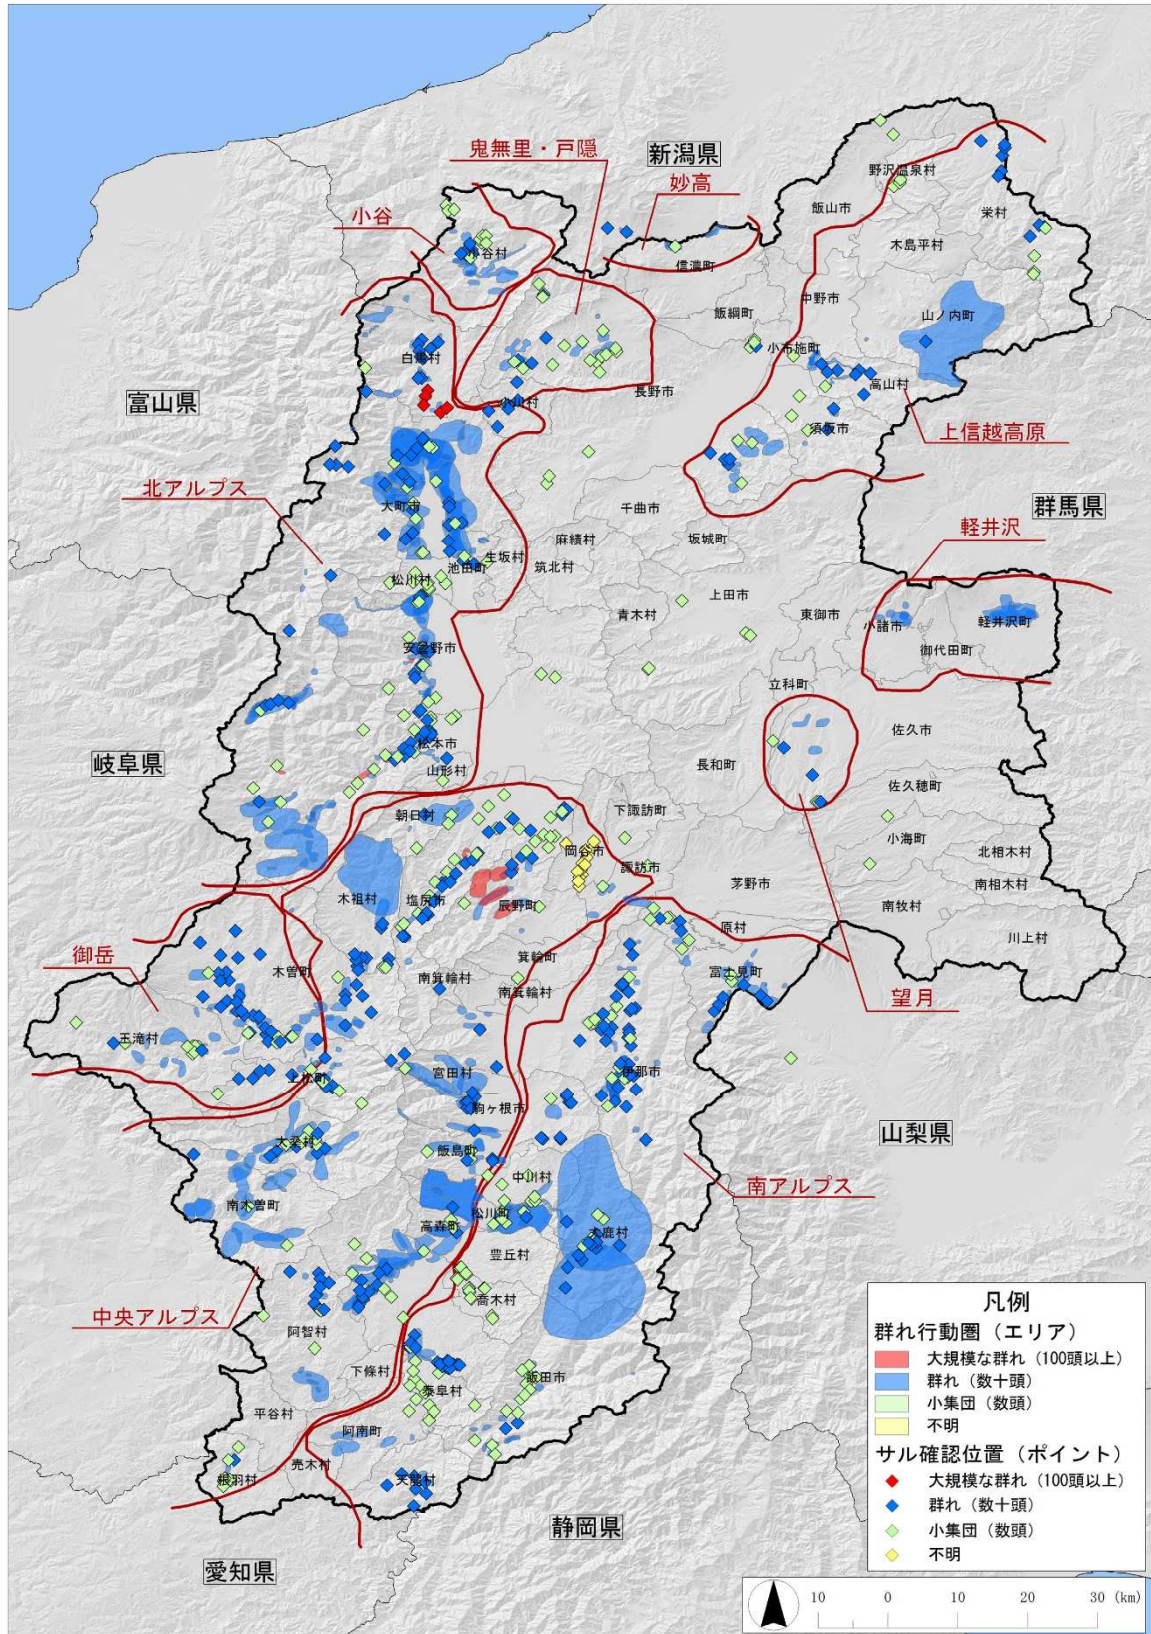 鬼無里・戸隠
新潟県
妙高
小谷
野沢温泉村
飯山市
栄村
木島平村
小谷村
信濃町
中野市
飯綱町
山ノ内町
小布施町
白馬村
高山村
長野市
小川村
富山県
須坂市
上信越高原
北アルプス
大町市
千曲市
群馬県
麻績村
坂城町
軽井沢
生坂村
池田町
筑北村
松川村
上田市
青木村
東御市
小諸市
軽井沢町
御代田町
安曇野市
立科町
佐久市
岐阜県
松本市
山形村
長和町
佐久穂町
朝日村
下諏訪町
小海町
岡谷市
北相木村
諏訪市
茅野市
南相木村
木祖村
塩尻市
辰野町
南牧村
原村
川上村
御岳
箕輪町
木曽町
富士見町
南箕輪村
南箕輪村
望月
王滝村
宮田村
伊那市
上松町
駒ヶ根市
山梨県
大桑村
飯島町
中川村
南アルプス
南木曽町
松川町
高森町
大鹿村
豊丘村
喬木村
中央アルプス
阿智村
下條村
泰阜村
飯田市
平谷村
阿南町
売木村
根羽村
天龍村
静岡県
愛知県
凡例
群れ行動圏（エリア）
大規模な群れ（100頭以上）
群れ（数十頭）
小集団（数頭）
不明
サル確認位置（ポイント）
大規模な群れ（100頭以上）
群れ（数十頭）
小集団（数頭）
不明
10 0 10 20 30 (km)